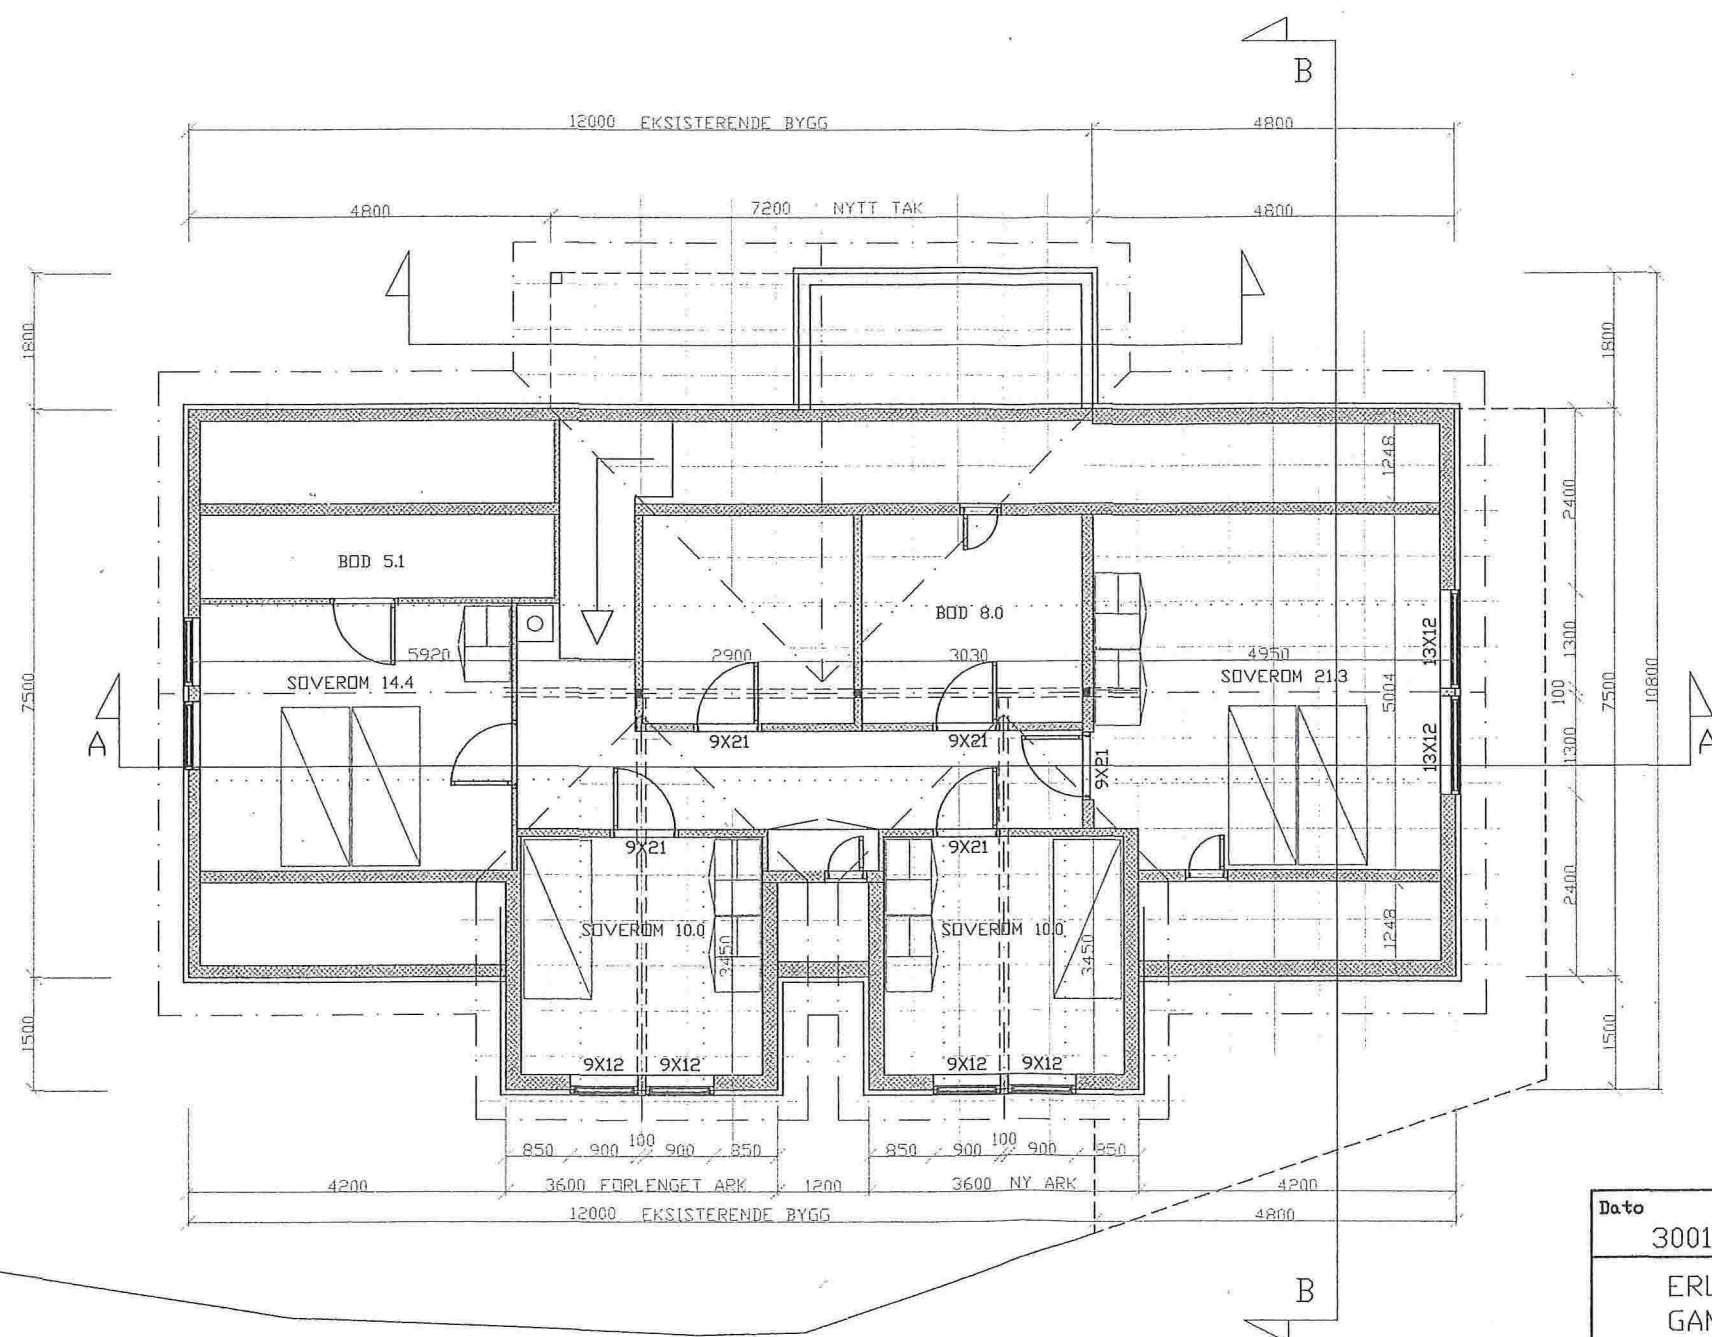 B
12000 EKSISTERENDE BYGG
4800
4800
7200 NYTT TAK
4800
1800
1800
1248
2400
BOD 5.1
BOD 8.0
13X12
1300
5920
2900
3030
4950
SOVEROM 14.4
SOVEROM 21.3
5004
100
7500
7500
10800
A
A
9X21
9X21
9X21
13X12
1300
9X21
9X21
2400
SOVEROM 10.0
SOVEROM 10.0
3450
3450
1248
1500
1500
9X12
9X12
9X12
9X12
850
900
100
900
850
850
900
100
900
850
4200
3600 FORLENGET ARK
1200
3600 NY ARK
4200
12000 EKSISTERENDE BYGG
4800
Dato
3001
B
ERL
GAM